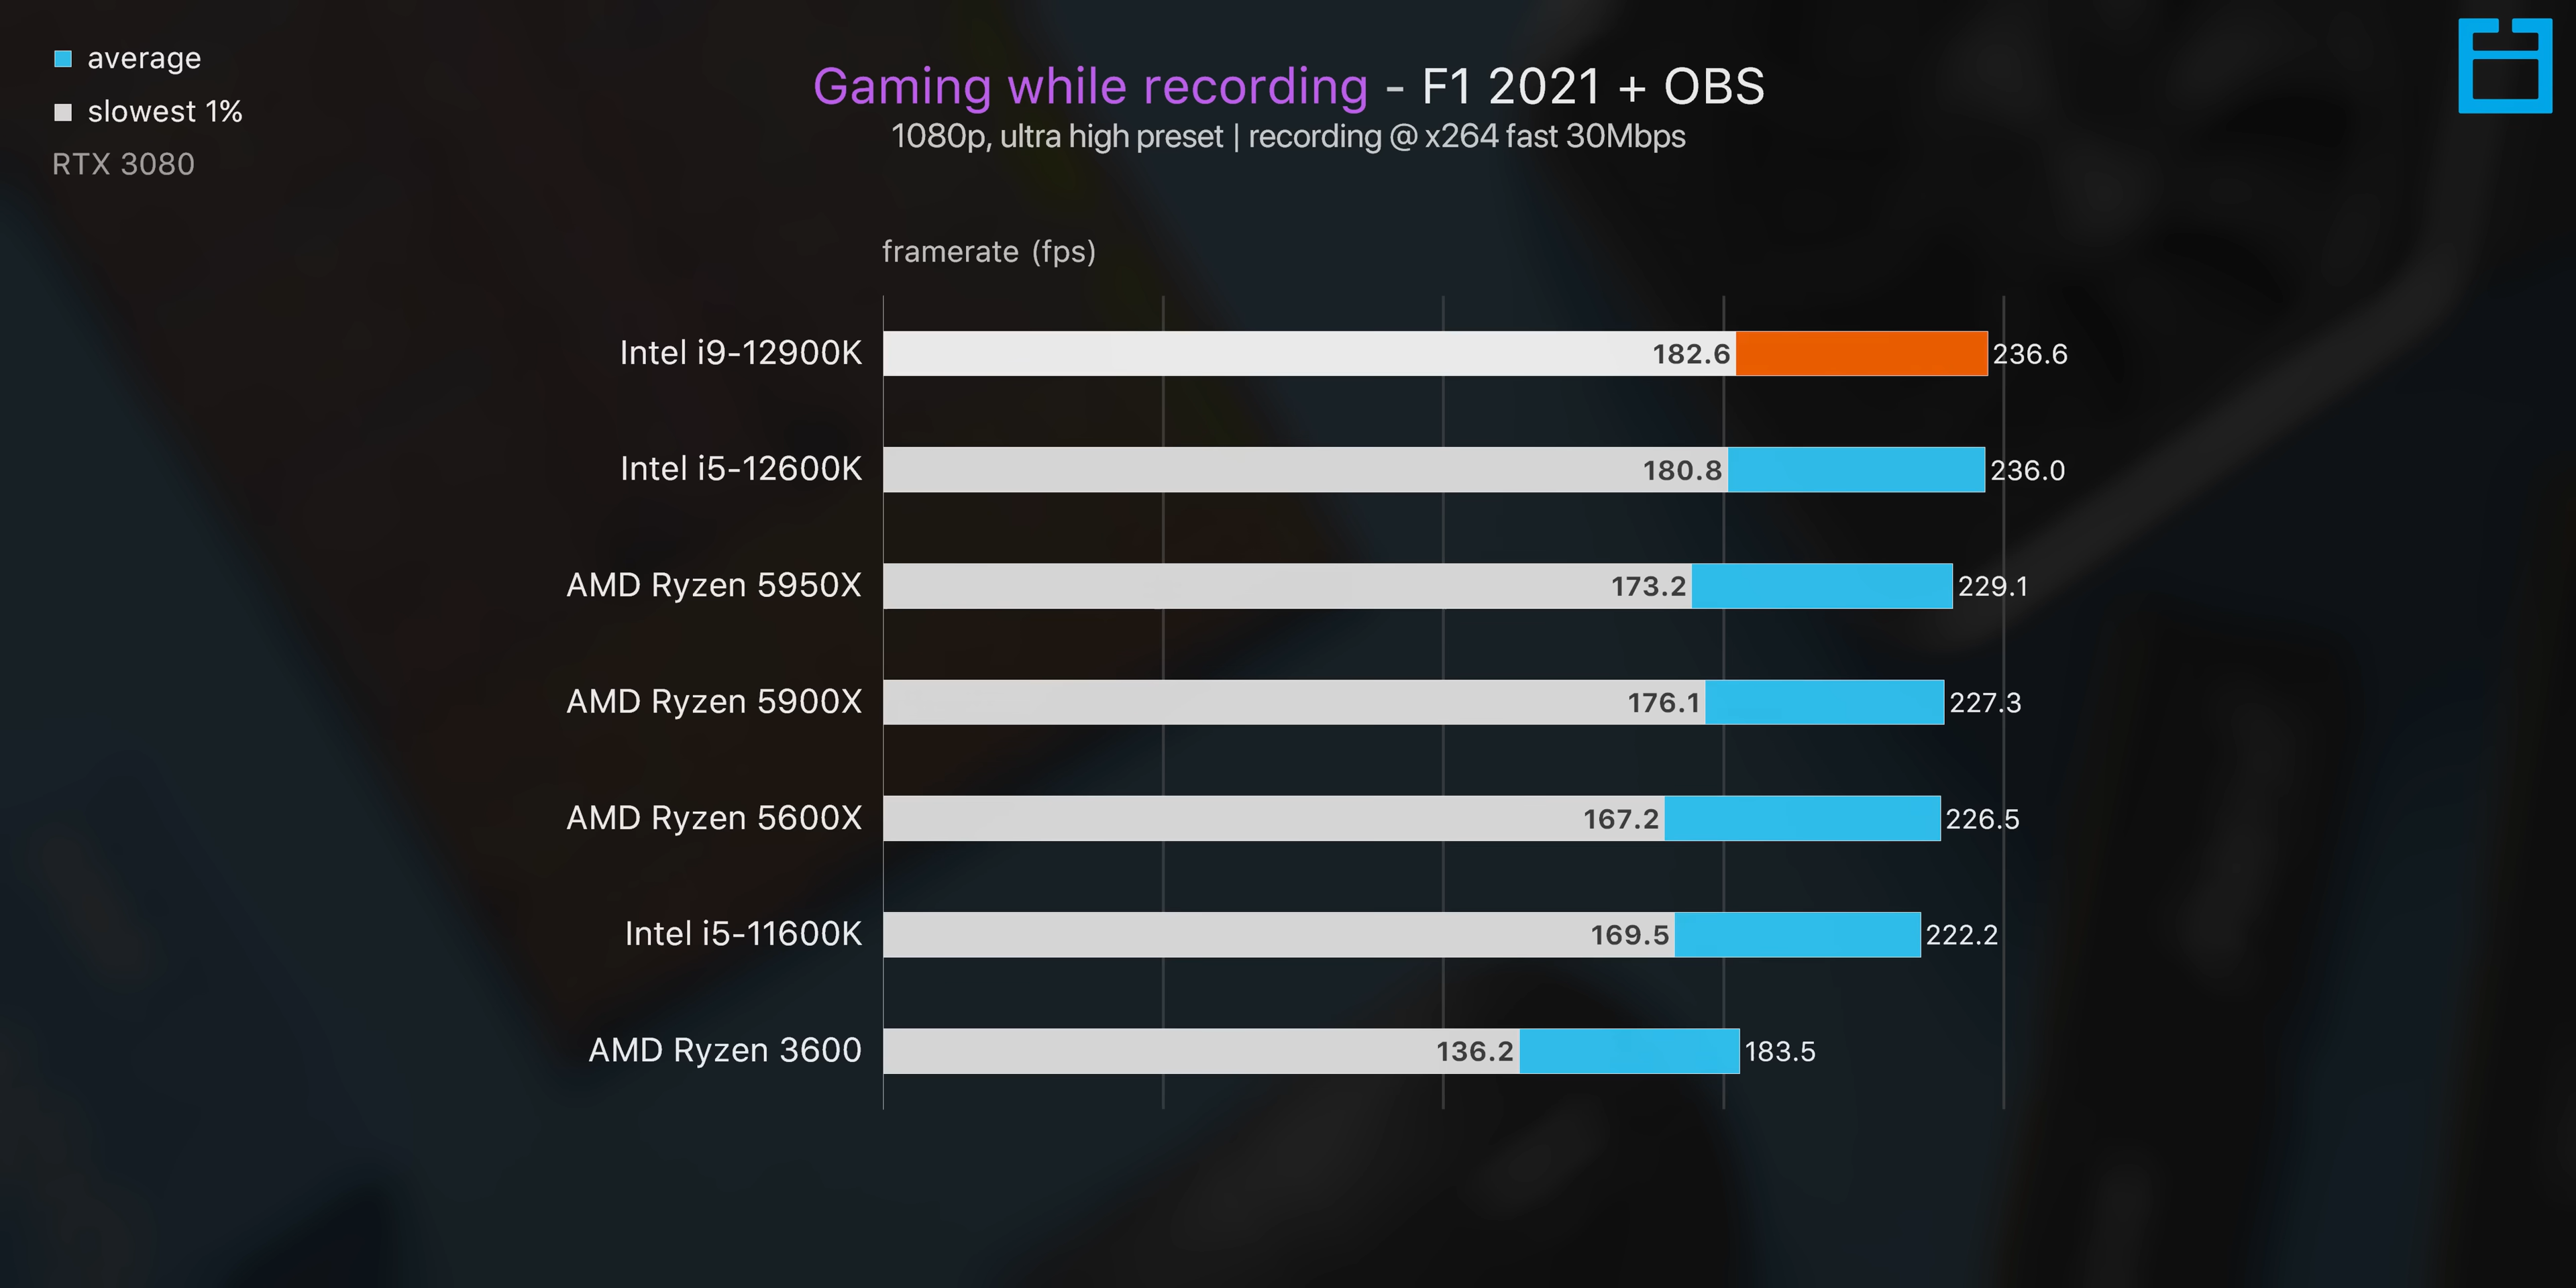 average
slowest 1%
RTX 3080
Gaming while recording - F1 2021 + OBS
1080p, ultra high preset | recording @ x264 fast 30Mbps
framerate (fps)
Intel i9-12900K 182.6 236.6
Intel i5-12600K 180.8 236.0
AMD Ryzen 5950X 173.2 229.1
AMD Ryzen 5900X 176.1 227.3
AMD Ryzen 5600X 167.2 226.5
Intel i5-11600K 169.5 222.2
AMD Ryzen 3600 136.2 183.5